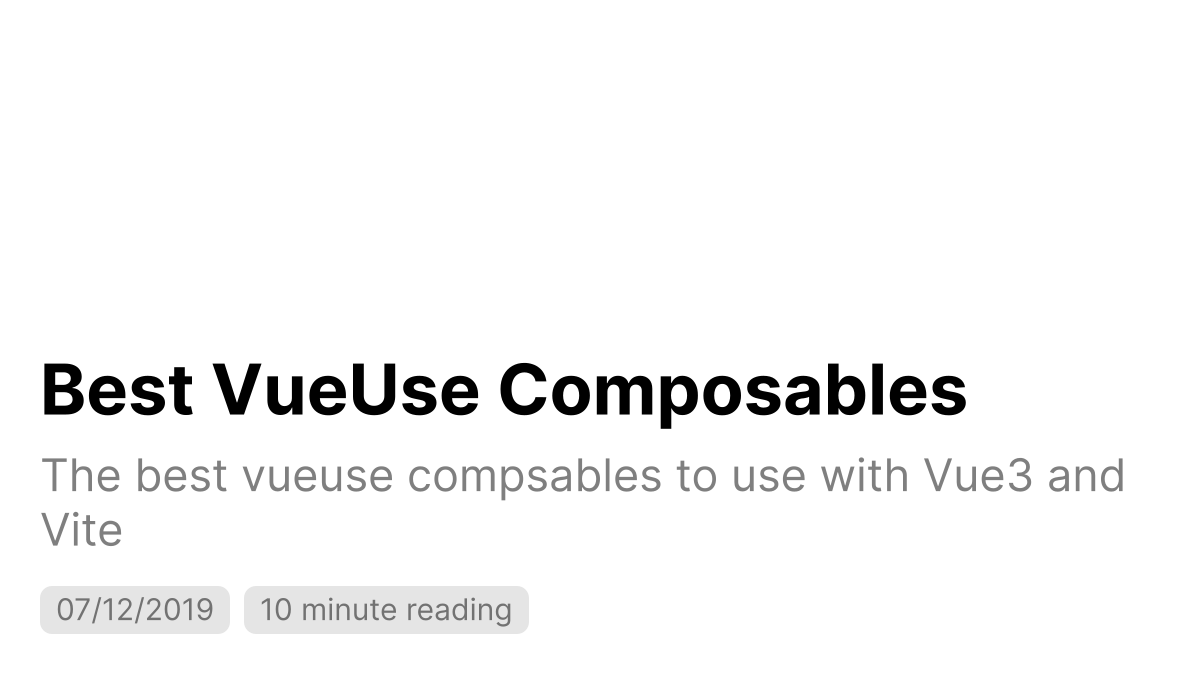 Best VueUse Composables
The best vueuse compsables to use with Vue3 and
Vite
07/12/2019 10 minute reading